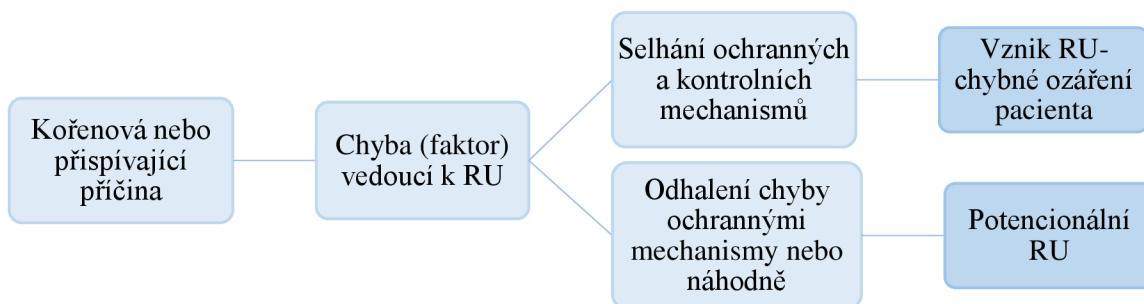 Kořenová nebo
přispívající
příčina
Chyba (faktor)
vedoucí k RU
Selhání ochranných
a kontrolních
mechanismů
Vznik RU-
chybné ozáření
pacienta
Odhalení chyby
ochrannými
mechanismy nebo
náhodně
Potencionální
RU